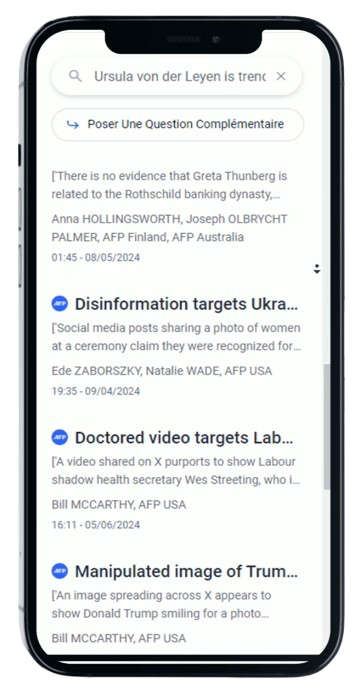 Ursula von der Leyen is trend
Poser Une Question Complémentaire
['There is no evidence that Greta Thunberg is
related to the Rothschild banking dynasty,...
Anna HOLLINGSWORTH, Joseph OLBRYCHT
PALMER, AFP Finland, AFP Australia
01:45 - 08/05/2024
AFP Disinformation targets Ukra...
['Social media posts sharing a photo of women
at a ceremony claim they were recognized for...
Ede ZABORSZKY, Natalie WADE, AFP USA
19:35 - 09/04/2024
AFP Doctored video targets Lab...
['A video shared on X purports to show Labour
shadow health secretary Wes Streeting, who i...
Bill MCCARTHY, AFP USA
16:11 - 05/06/2024
AFP Manipulated image of Trum...
['An image spreading across X appears to
show Donald Trump smiling for a photo...
Bill MCCARTHY, AFP USA